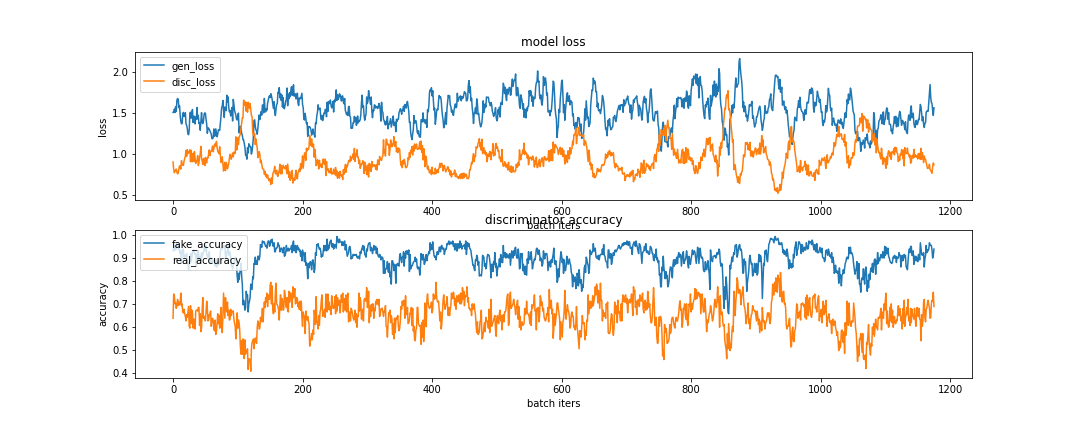 model loss
gen_loss
disc_loss
2.0
1.5
1.0
0.5
loss
0 200 400 600 800 1000 1200
batch iters
discriminator accuracy
fake_accuracy
real_accuracy
1.0
0.9
0.8
0.7
0.6
0.5
0.4
accuracy
0 200 400 600 800 1000 1200
batch iters